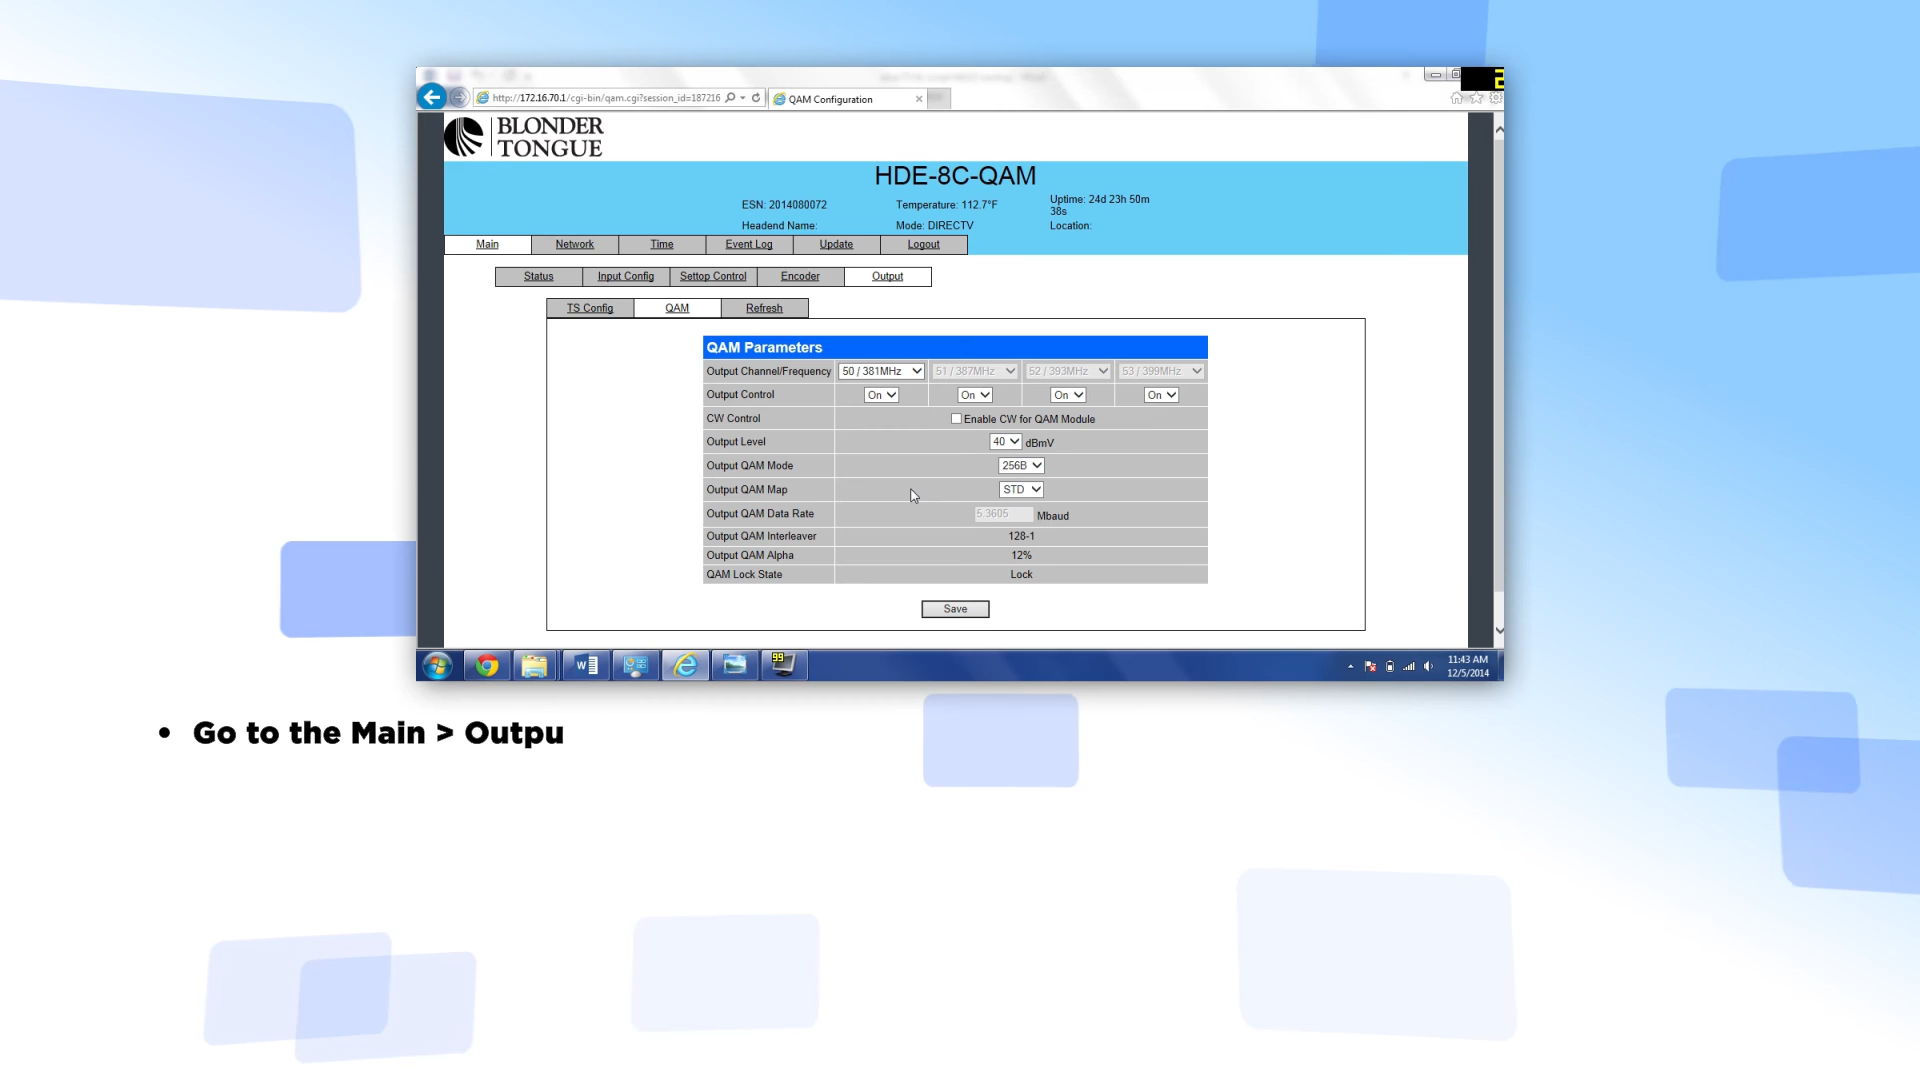 http://172.16.70.1/cgi-bin/qam.cgi?session_id=187216
QAM Configuration
BLONDER
TONGUE
HDE-8C-QAM
ESN: 2014080072
Temperature: 112.7°F
Uptime: 24d 23h 50m
38s
Headend Name:
Mode: DIRECTV
Location:
Main
Network
Time
Event Log
Update
Logout
Status
Input Config
Settop Control
Encoder
Output
TS Config
QAM
Refresh
QAM Parameters
Output Channel/Frequency 50 / 381MHz 51 / 387MHz 52 / 393MHz 53 / 399MHz
Output Control On On On On
CW Control Enable CW for QAM Module
Output Level 40 dBmV
Output QAM Mode 256B
Output QAM Map STD
Output QAM Data Rate 5.3605 Mbaud
Output QAM Interleaver 128-1
Output QAM Alpha 12%
QAM Lock State Lock
Save
99
11:43 AM
12/5/2014
• Go to the Main > Outpu